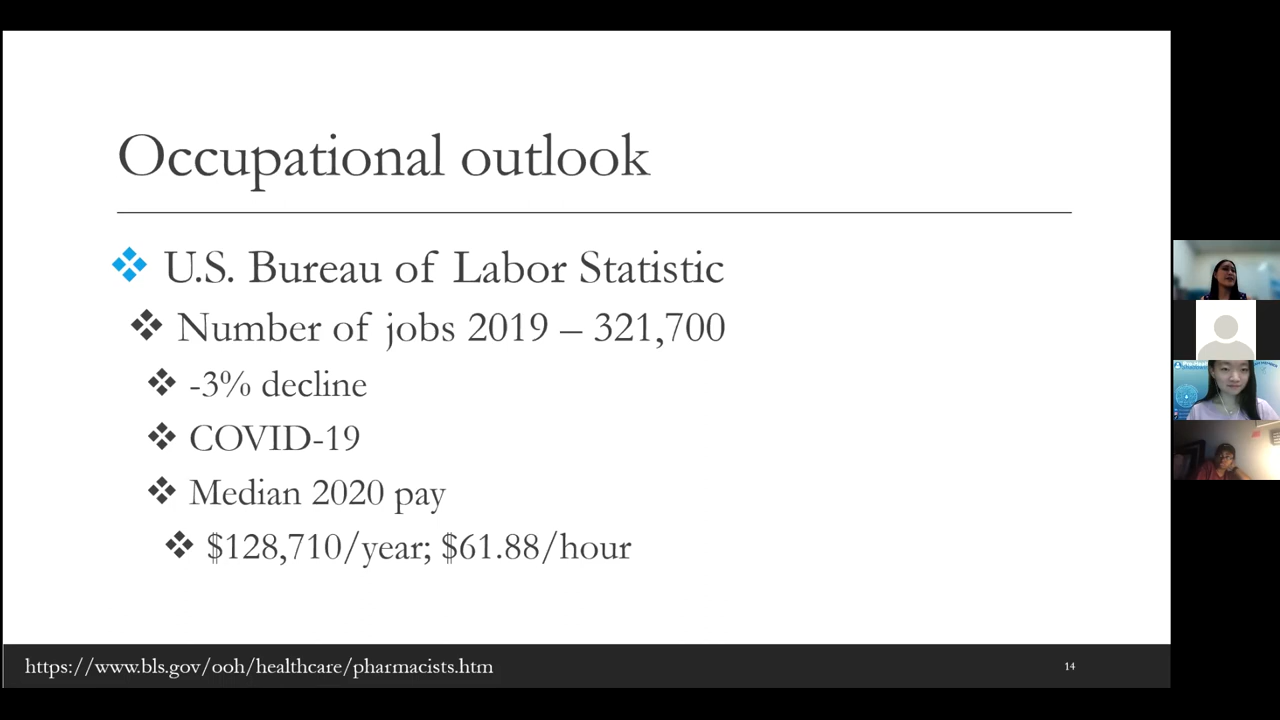 Occupational outlook
❖ U.S. Bureau of Labor Statistic
❖ Number of jobs 2019 – 321,700
❖ -3% decline
❖ COVID-19
❖ Median 2020 pay
❖ $128,710/year; $61.88/hour
https://www.bls.gov/ooh/healthcare/pharmacists.htm
14